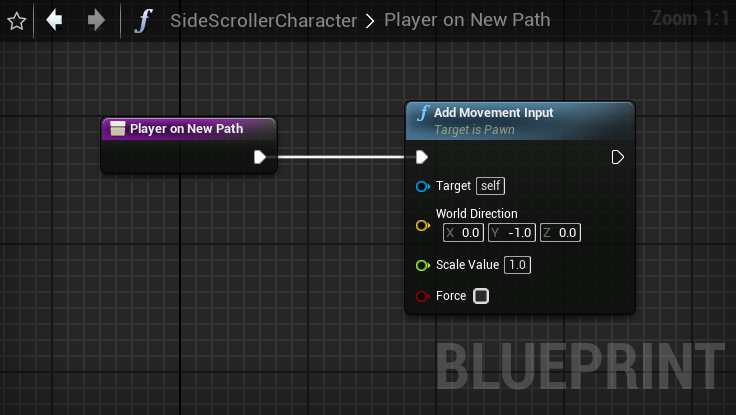 f SideScrollerCharacter > Player on New Path Zoom 1:1
Player on New Path
f Add Movement Input
Target is Pawn
Target self
World Direction
X 0.0 Y -1.0 Z 0.0
Scale Value 1.0
Force
BLUEPRINT